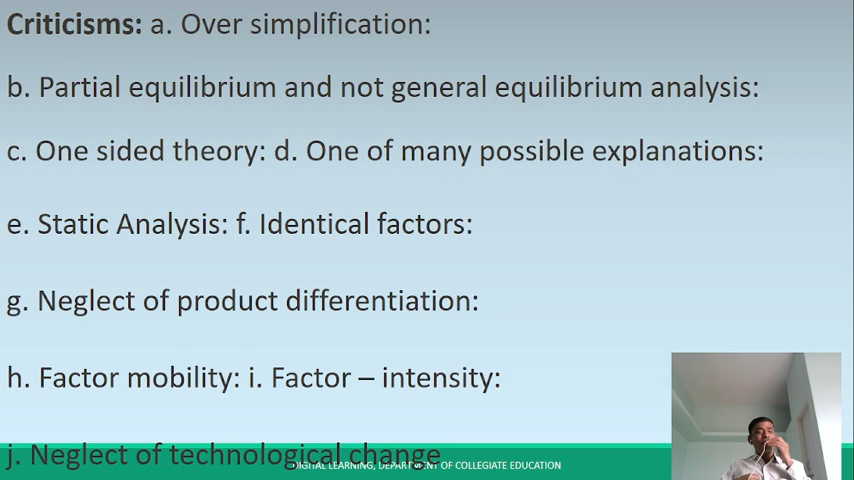 Criticisms: a. Over simplification:
b. Partial equilibrium and not general equilibrium analysis:
c. One sided theory: d. One of many possible explanations:
e. Static Analysis: f. Identical factors:
g. Neglect of product differentiation:
h. Factor mobility: i. Factor – intensity:
j. Neglect of technological change
DIGITAL LEARNING, DEPARTMENT OF COLLEGIATE EDUCATION